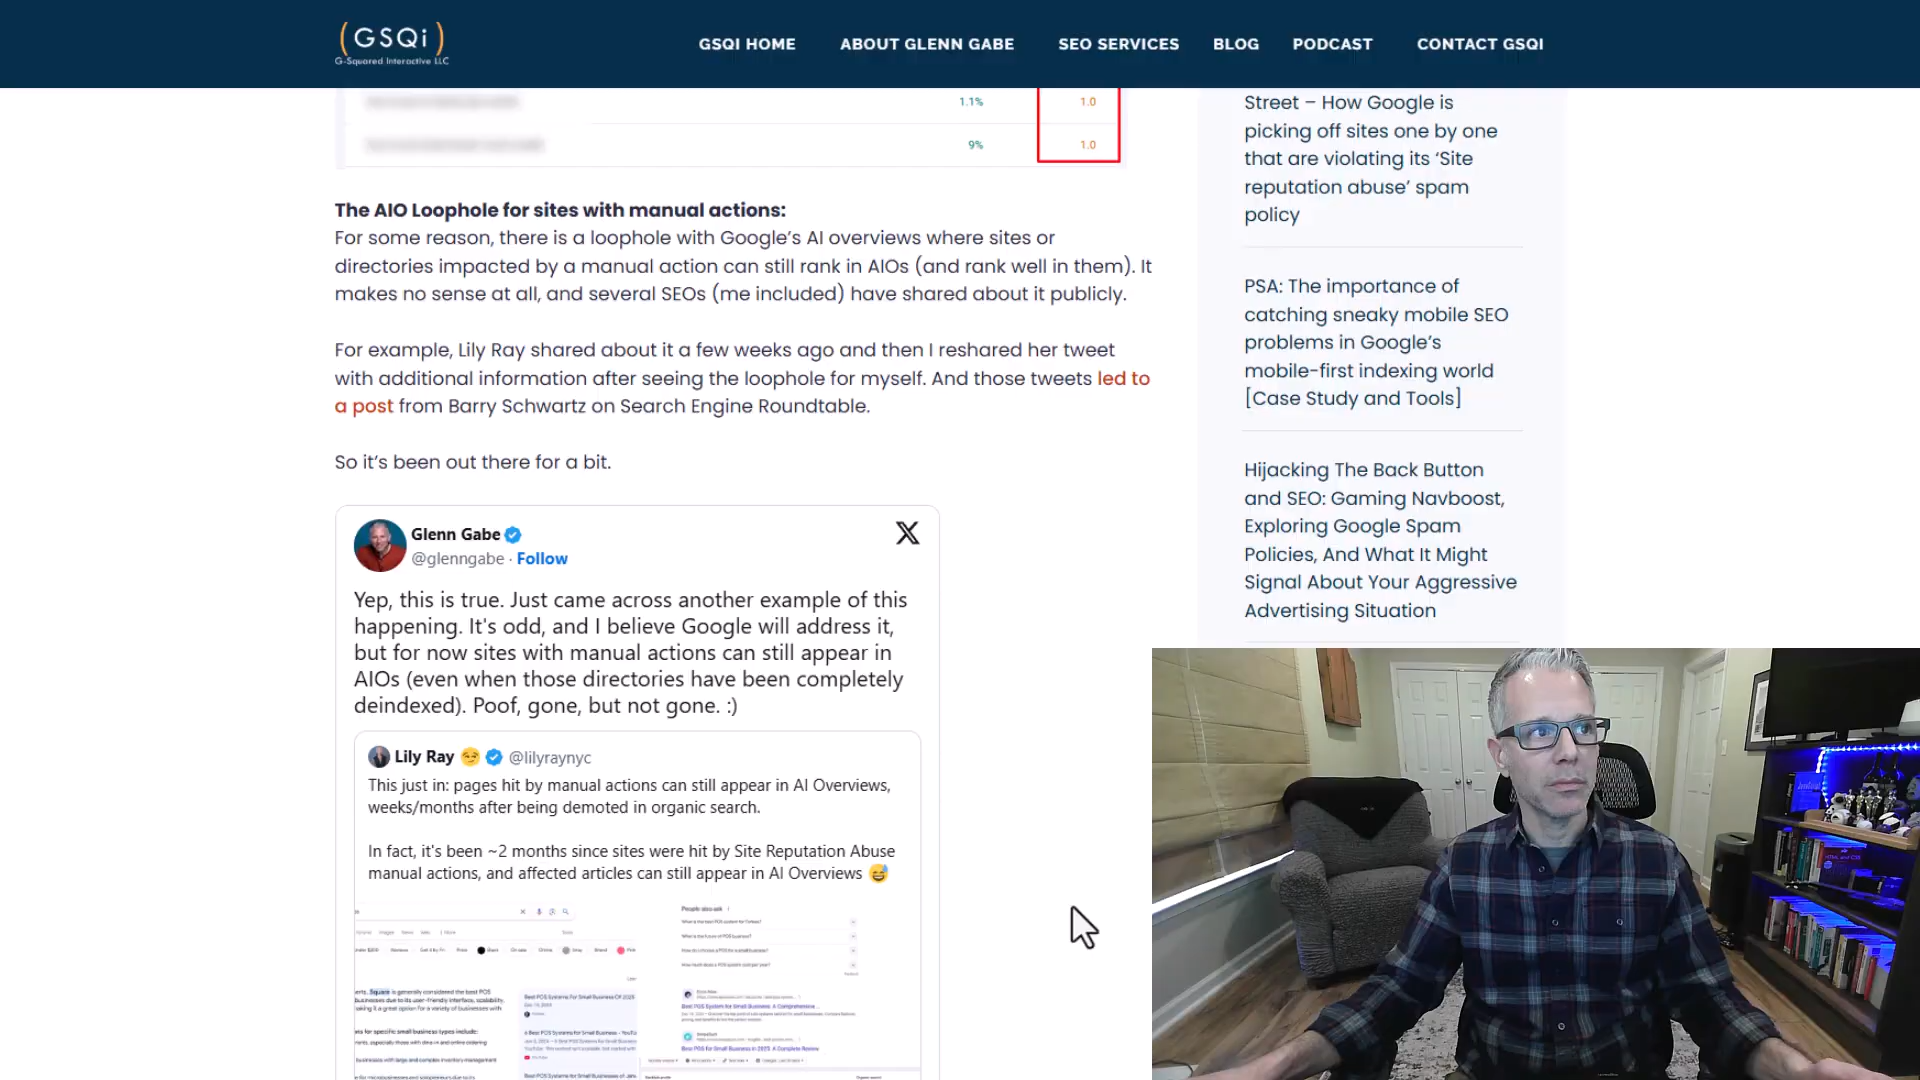 (GSQi)
G-Squared Interactive LLC
GSQI HOME
ABOUT GLENN GABE
SEO SERVICES
BLOG
PODCAST
CONTACT GSQI
1.1%
1.0
9%
1.0
The AIO Loophole for sites with manual actions:
For some reason, there is a loophole with Google's AI overviews where sites or
directories impacted by a manual action can still rank in AIOs (and rank well in them). It
makes no sense at all, and several SEOs (me included) have shared about it publicly.
For example, Lily Ray shared about it a few weeks ago and then I reshared her tweet
with additional information after seeing the loophole for myself. And those tweets led to
a post from Barry Schwartz on Search Engine Roundtable.
So it's been out there for a bit.
Glenn Gabe
@glenngabe · Follow
Yep, this is true. Just came across another example of this
happening. It's odd, and I believe Google will address it,
but for now sites with manual actions can still appear in
AIOs (even when those directories have been completely
deindexed). Poof, gone, but not gone. :)
Lily Ray 😏 @lilyraynyc
This just in: pages hit by manual actions can still appear in AI Overviews,
weeks/months after being demoted in organic search.
In fact, it's been ~2 months since sites were hit by Site Reputation Abuse
manual actions, and affected articles can still appear in AI Overviews 😅
People also ask
Street – How Google is
picking off sites one by one
that are violating its 'Site
reputation abuse' spam
policy
PSA: The importance of
catching sneaky mobile SEO
problems in Google's
mobile-first indexing world
[Case Study and Tools]
Hijacking The Back Button
and SEO: Gaming Navboost,
Exploring Google Spam
Policies, And What It Might
Signal About Your Aggressive
Advertising Situation